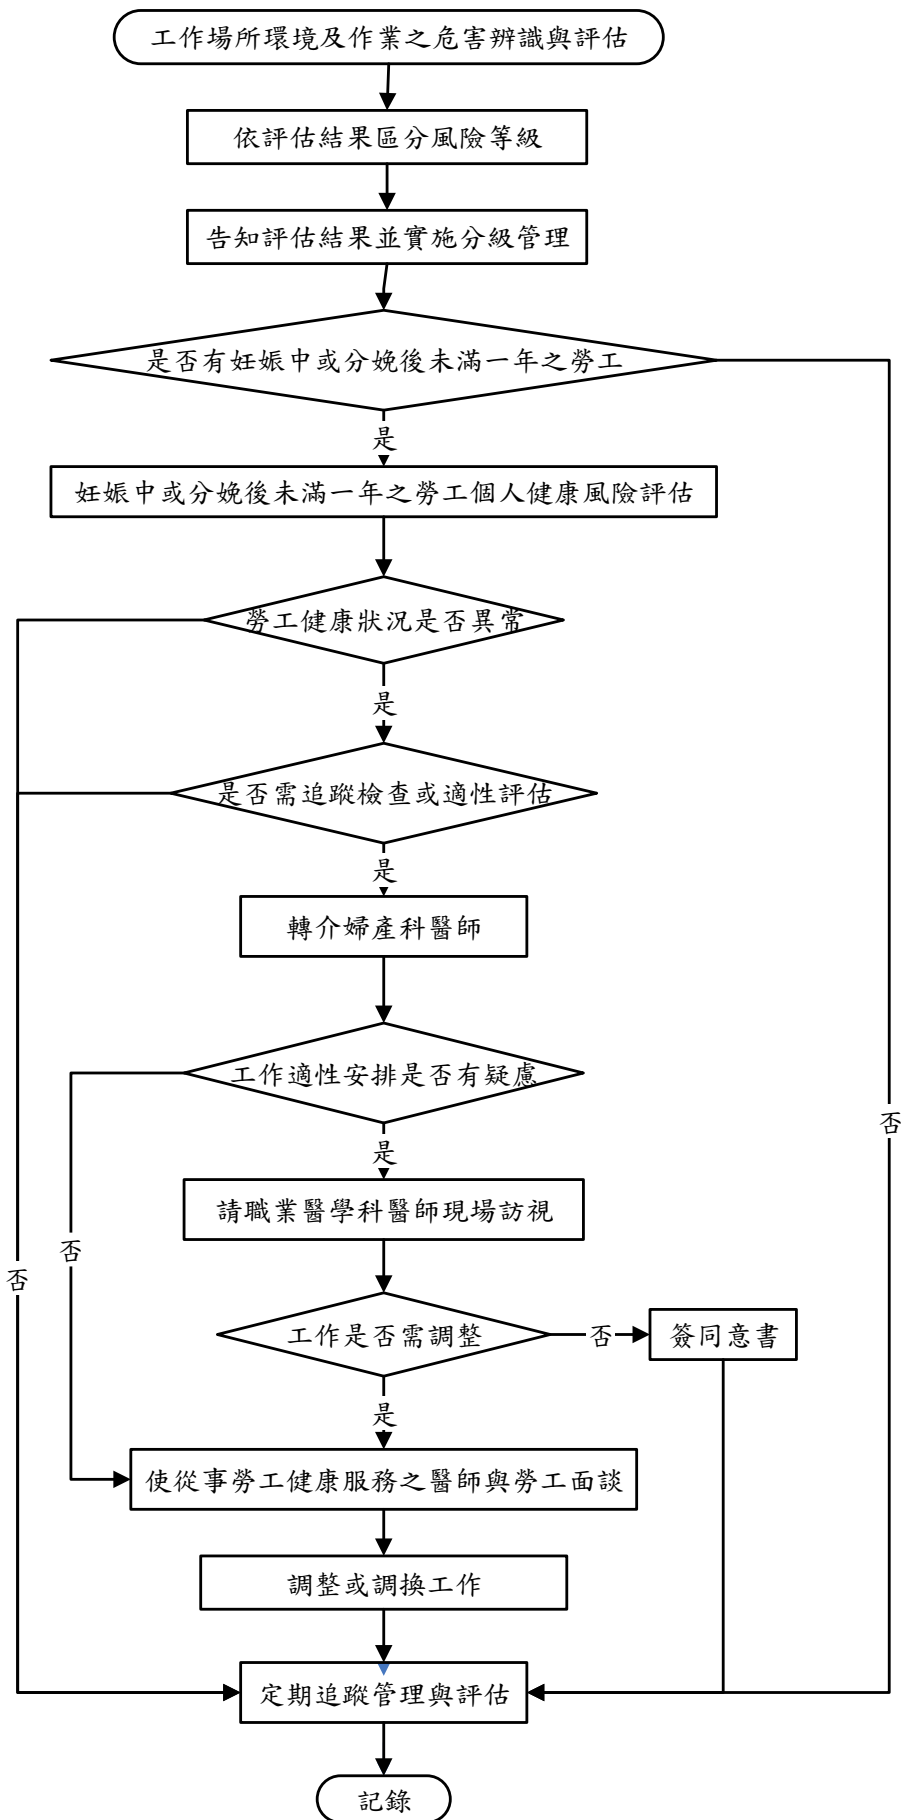 工作場所環境及作業之危害辨識與評估
依評估結果區分風險等級
告知評估結果並實施分級管理
是否有妊娠中或分娩後未滿一年之勞工
是
妊娠中或分娩後未滿一年之勞工個人健康風險評估
勞工健康狀況是否異常
是
是否需追蹤檢查或適性評估
是
轉介婦產科醫師
工作適性安排是否有疑慮
否
是
請職業醫學科醫師現場訪視
否
否
工作是否需調整
否
簽同意書
是
使從事勞工健康服務之醫師與勞工面談
調整或調換工作
定期追蹤管理與評估
記錄